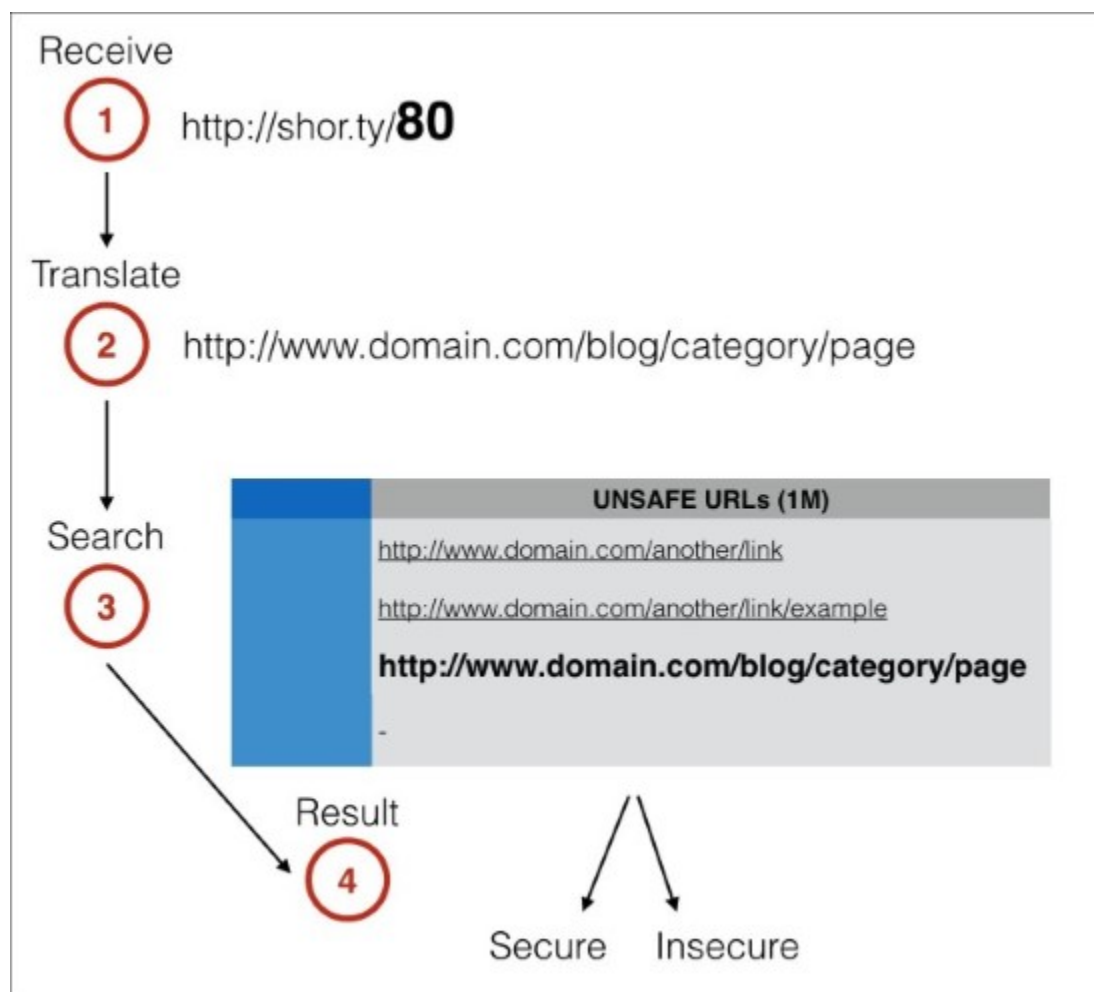 Receive
1
http://shor.ty/80
Translate
2
http://www.domain.com/blog/category/page
Search
3
UNSAFE URLs (1M)
http://www.domain.com/another/link
http://www.domain.com/another/link/example
http://www.domain.com/blog/category/page
-
Result
4
Secure Insecure